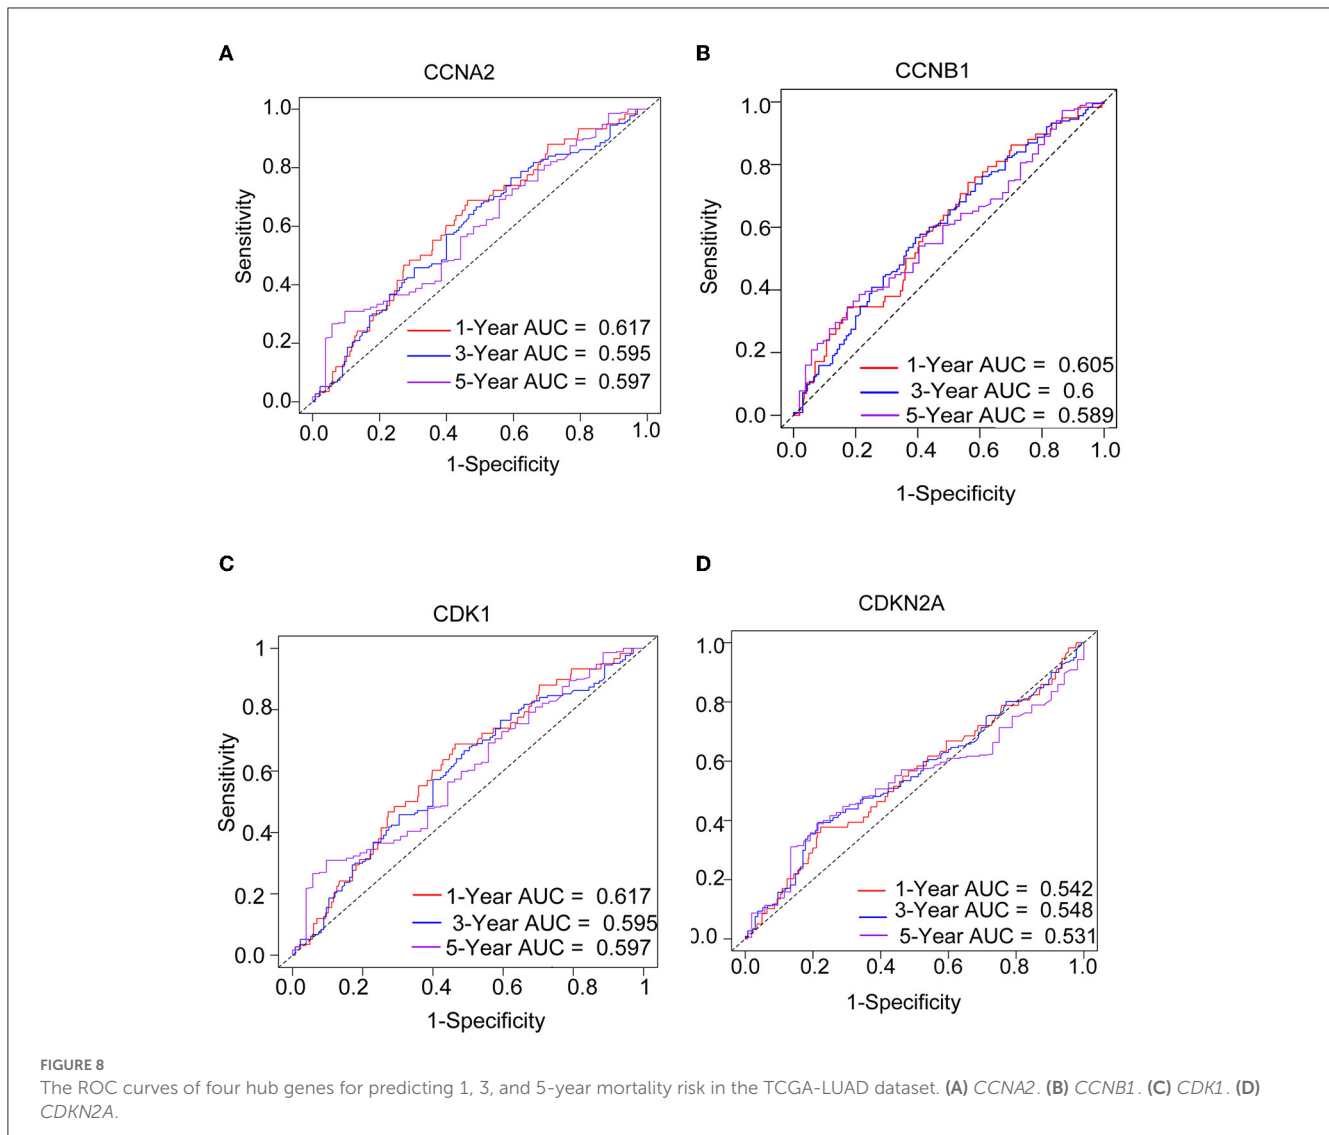 A
CCNA2
1.0
0.8
0.6
0.4
0.2
0.0
Sensitivity
1-Year AUC = 0.617
3-Year AUC = 0.595
5-Year AUC = 0.597
0.0 0.2 0.4 0.6 0.8 1.0
1-Specificity
B
CCNB1
1.0
0.8
0.6
0.4
0.2
0.0
Sensitivity
1-Year AUC = 0.605
3-Year AUC = 0.6
5-Year AUC = 0.589
0.0 0.2 0.4 0.6 0.8 1.0
1-Specificity
C
CDK1
1
0.8
0.6
0.4
0.2
0.0
Sensitivity
1-Year AUC = 0.617
3-Year AUC = 0.595
5-Year AUC = 0.597
0.0 0.2 0.4 0.6 0.8 1
1-Specificity
D
CDKN2A
1.0
0.8
0.6
0.4
0.2
0.0
Sensitivity
1-Year AUC = 0.542
3-Year AUC = 0.548
5-Year AUC = 0.531
0.0 0.2 0.4 0.6 0.8 1.0
1-Specificity
FIGURE 8
The ROC curves of four hub genes for predicting 1, 3, and 5-year mortality risk in the TCGA-LUAD dataset. (A) CCNA2. (B) CCNB1. (C) CDK1. (D)
CDKN2A.